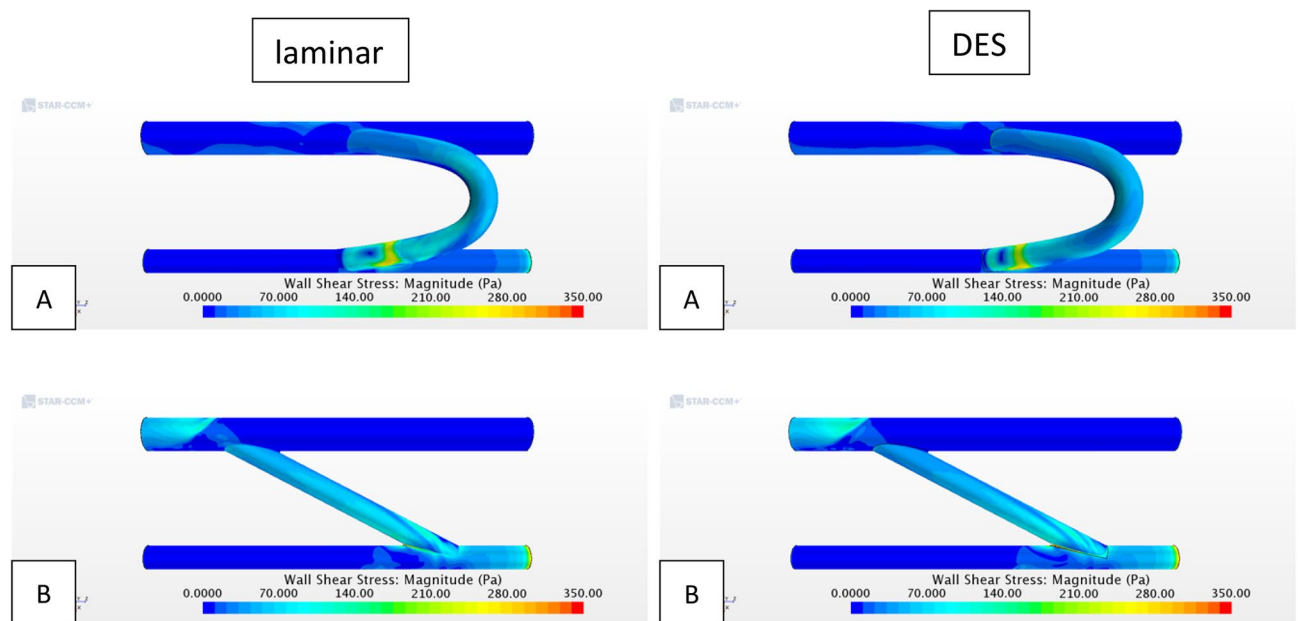 laminar
DES
STAR-CCM+
STAR-CCM+
A
Wall Shear Stress: Magnitude (Pa)
0.0000 70.000 140.00 210.00 280.00 350.00
A
Wall Shear Stress: Magnitude (Pa)
0.0000 70.000 140.00 210.00 280.00 350.00
STAR-CCM+
STAR-CCM+
B
Wall Shear Stress: Magnitude (Pa)
0.0000 70.000 140.00 210.00 280.00 350.00
B
Wall Shear Stress: Magnitude (Pa)
0.0000 70.000 140.00 210.00 280.00 350.00